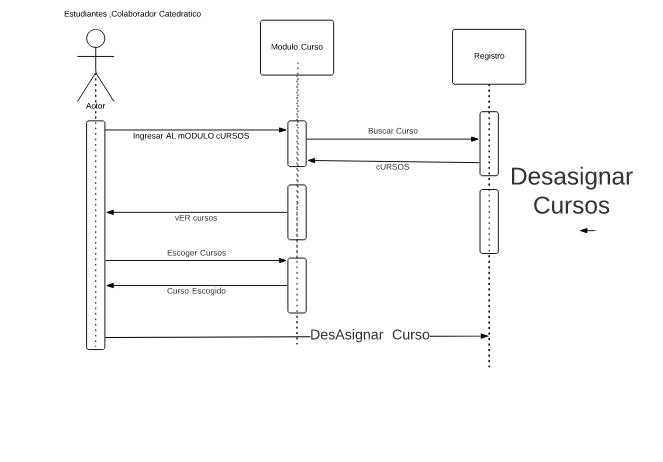 Estudiantes ,Colaborador Catedratico
Modulo Curso
Registro
Actor
Ingresar AL mODULO cURSOS
Buscar Curso
cURSOS
Desasignar
Cursos
vER cursos
Escoger Cursos
Curso Escogido
DesAsignar Curso